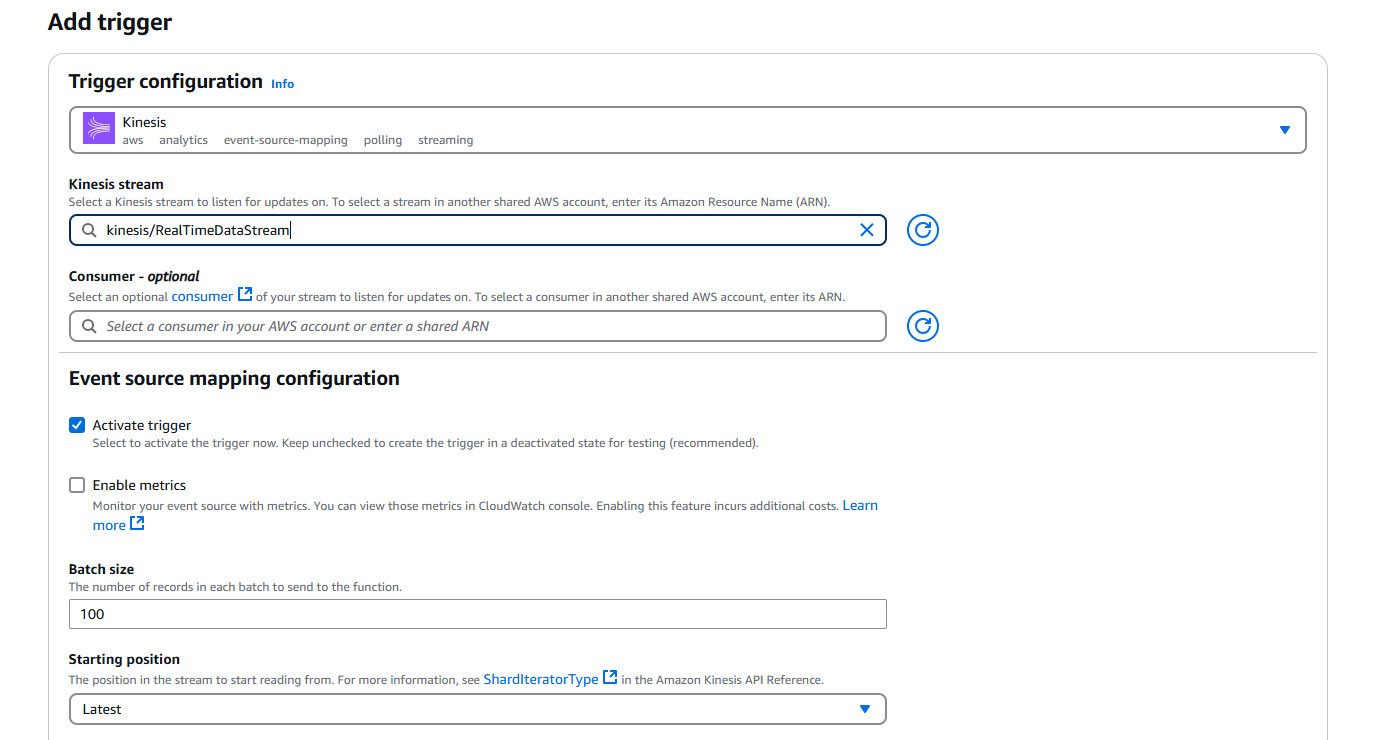 Add trigger
Trigger configuration Info
Kinesis
aws analytics event-source-mapping polling streaming
Kinesis stream
Select a Kinesis stream to listen for updates on. To select a stream in another shared AWS account, enter its Amazon Resource Name (ARN).
kinesis/RealTimeDataStream
Consumer - optional
Select an optional consumer of your stream to listen for updates on. To select a consumer in another shared AWS account, enter its ARN.
Select a consumer in your AWS account or enter a shared ARN
Event source mapping configuration
Activate trigger
Select to activate the trigger now. Keep unchecked to create the trigger in a deactivated state for testing (recommended).
Enable metrics
Monitor your event source with metrics. You can view those metrics in CloudWatch console. Enabling this feature incurs additional costs. Learn
more
Batch size
The number of records in each batch to send to the function.
100
Starting position
The position in the stream to start reading from. For more information, see ShardIteratorType in the Amazon Kinesis API Reference.
Latest